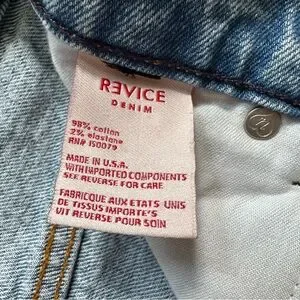 RƎVICE
DENIM
98% cotton
2% elastane
RN# 150079
MADE IN U.S.A.
WITH IMPORTED COMPONENTS
SEE REVERSE FOR CARE
FABRIQUE AUX ETATS UNIS
DE TISSUS IMPORTE'S
VIT REVERSE POUR SOIN